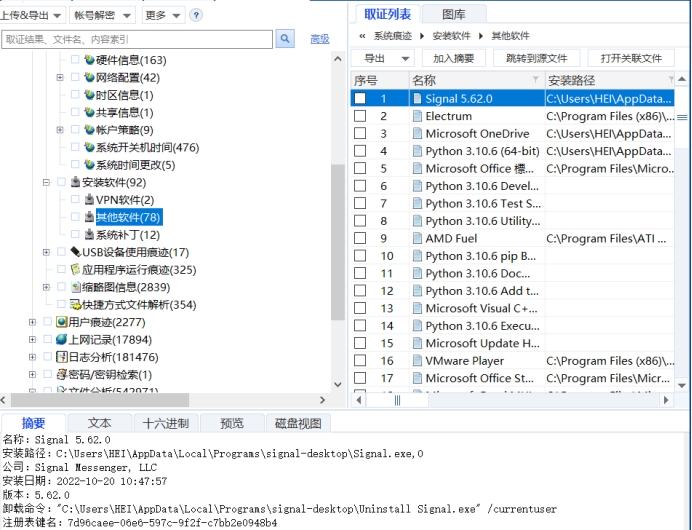 上传&导出 帐号解密 更多 ?
取证结果、文件名、内容索引 高级
硬件信息(163)
网络配置(42)
时区信息(1)
共享信息(1)
帐户策略(9)
系统开关机时间(476)
系统时间更改(5)
安装软件(92)
VPN软件(2)
其他软件(78)
系统补丁(12)
USB设备使用痕迹(17)
应用程序运行痕迹(325)
缩略图信息(2839)
快捷方式文件解析(354)
用户痕迹(2277)
上网记录(17894)
日志分析(181476)
密码/密钥检索(1)
文件分析(542971)
取证列表 图库
« 系统痕迹 › 安装软件 › 其他软件
导出 加入摘要 跳转到源文件 打开关联文件
序号 名称 安装路径
1 Signal 5.62.0 C:\Users\HEI\AppData...
2 Electrum C:\Program Files (x86)\...
3 Microsoft OneDrive C:\Users\HEI\AppData...
4 Python 3.10.6 (64-bit) C:\Users\HEI\AppData...
5 Microsoft Office 標... C:\Program Files\Micro...
6 Python 3.10.6 Devel...
7 Python 3.10.6 Test S...
8 Python 3.10.6 Utility...
9 AMD Fuel C:\Program Files\ATI ...
10 Python 3.10.6 pip B...
11 Python 3.10.6 Doc...
12 Python 3.10.6 Add t...
13 Microsoft Visual C+...
14 Python 3.10.6 Execu...
15 Microsoft Update H...
16 VMware Player C:\Program Files (x86)\...
17 Microsoft Office St... C:\Program Files\Micr...
摘要 文本 十六进制 预览 磁盘视图
名称: Signal 5.62.0
安装路径: C:\Users\HEI\AppData\Local\Programs\signal-desktop\Signal.exe,0
公司: Signal Messenger, LLC
安装日期: 2022-10-20 10:47:57
版本: 5.62.0
卸载命令: "C:\Users\HEI\AppData\Local\Programs\signal-desktop\Uninstall Signal.exe" /currentuser
注册表键名: 7d96caee-06e6-597c-9f2f-c7bb2e0948b4